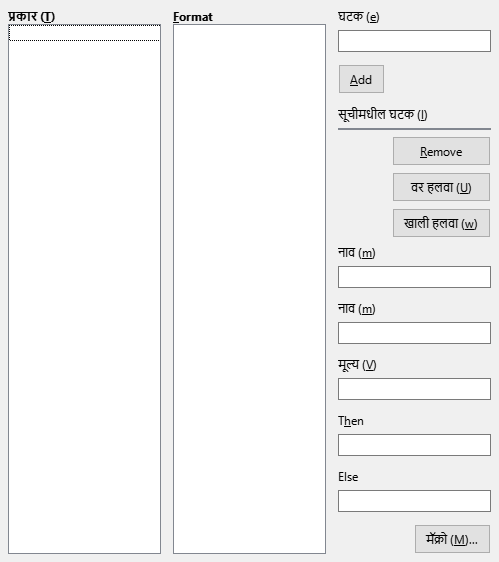 प्रकार (T)
Format
घटक (e)
Add
सूचीमधील घटक (I)
Remove
वर हलवा (U)
खाली हलवा (w)
नाव (m)
नाव (m)
मूल्य (V)
Then
Else
मॅक्रो (M)...